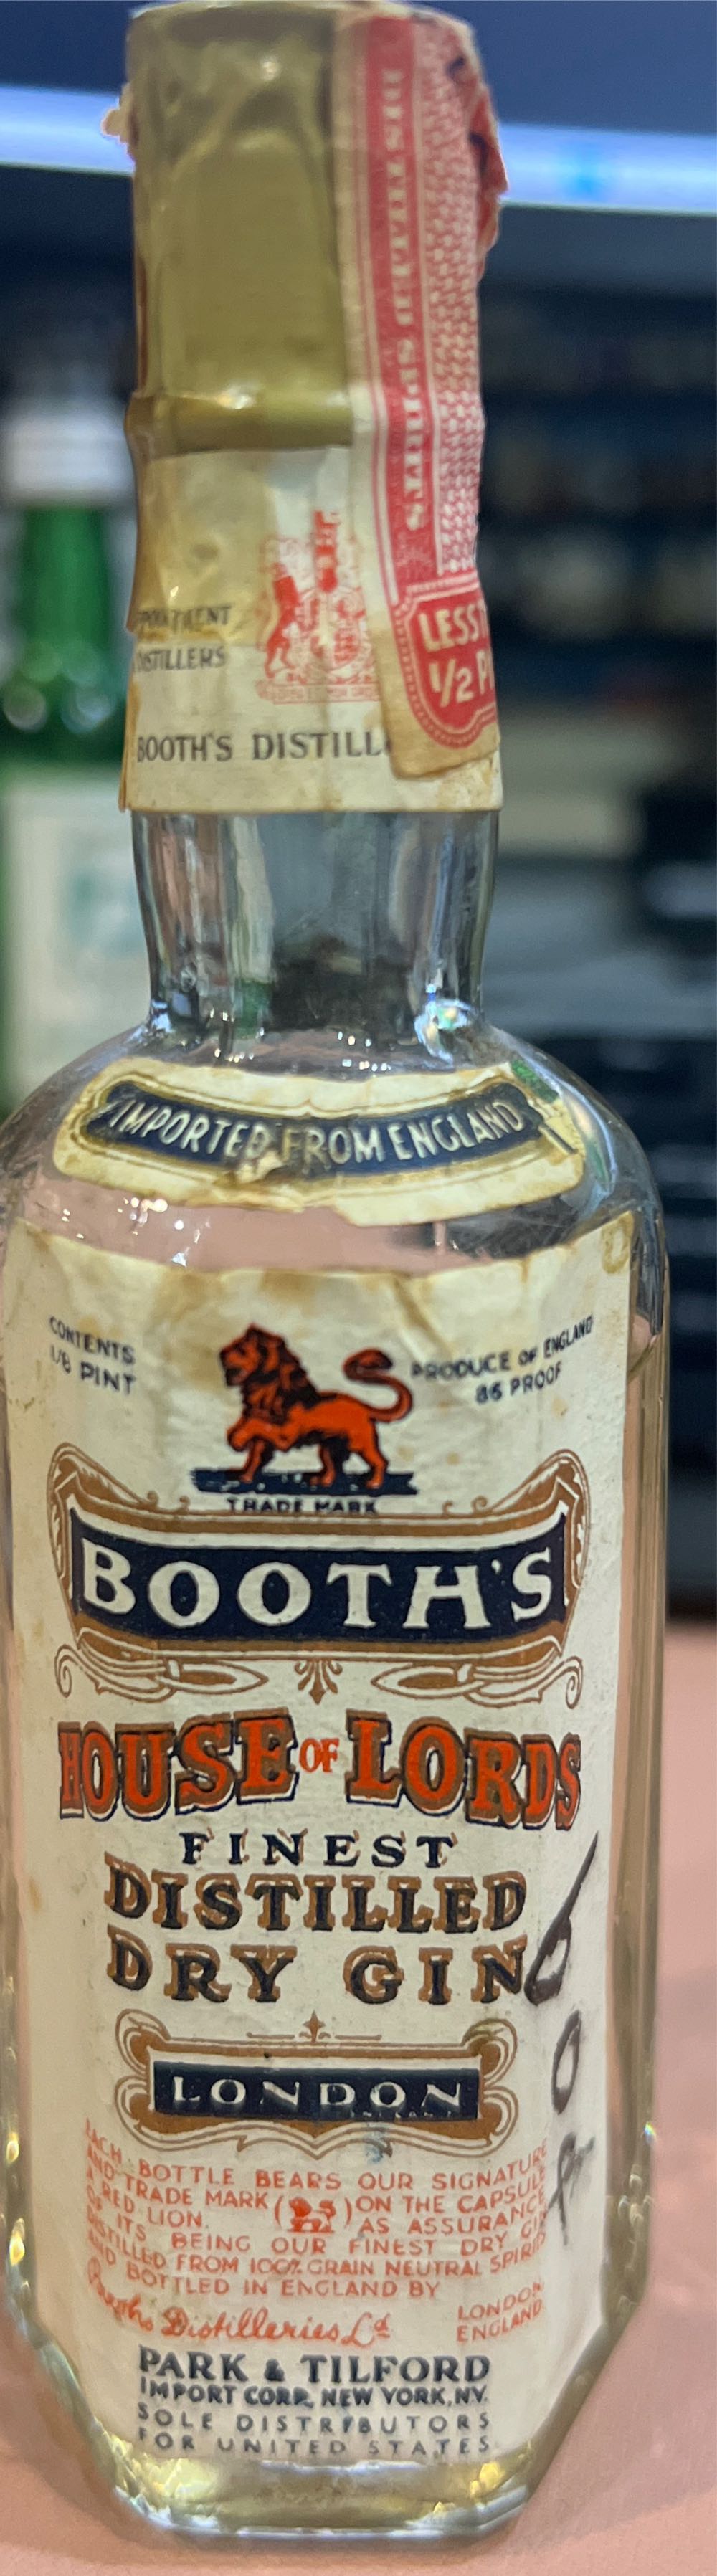 DISTILLED SPIRITS
LESS
1/2 P
DISTILLERS
BOOTH'S DISTILL
IMPORTED FROM ENGLAND
CONTENTS
1/8 PINT
PRODUCE OF ENGLAND
86 PROOF
TRADE MARK
BOOTH'S
HOUSE OF LORDS
FINEST
DISTILLED
DRY GIN
LONDON
EACH BOTTLE BEARS OUR SIGNATURE
AND TRADE MARK ( ) ON THE CAPSULE
A RED LION, AS ASSURANCE
OF ITS BEING OUR FINEST DRY GIN
DISTILLED FROM 100% GRAIN NEUTRAL SPIRITS
AND BOTTLED IN ENGLAND BY
Booth's Distilleries Ld
LONDON,
ENGLAND.
PARK & TILFORD
IMPORT CORP., NEW YORK, N.Y.
SOLE DISTRIBUTORS
FOR UNITED STATES